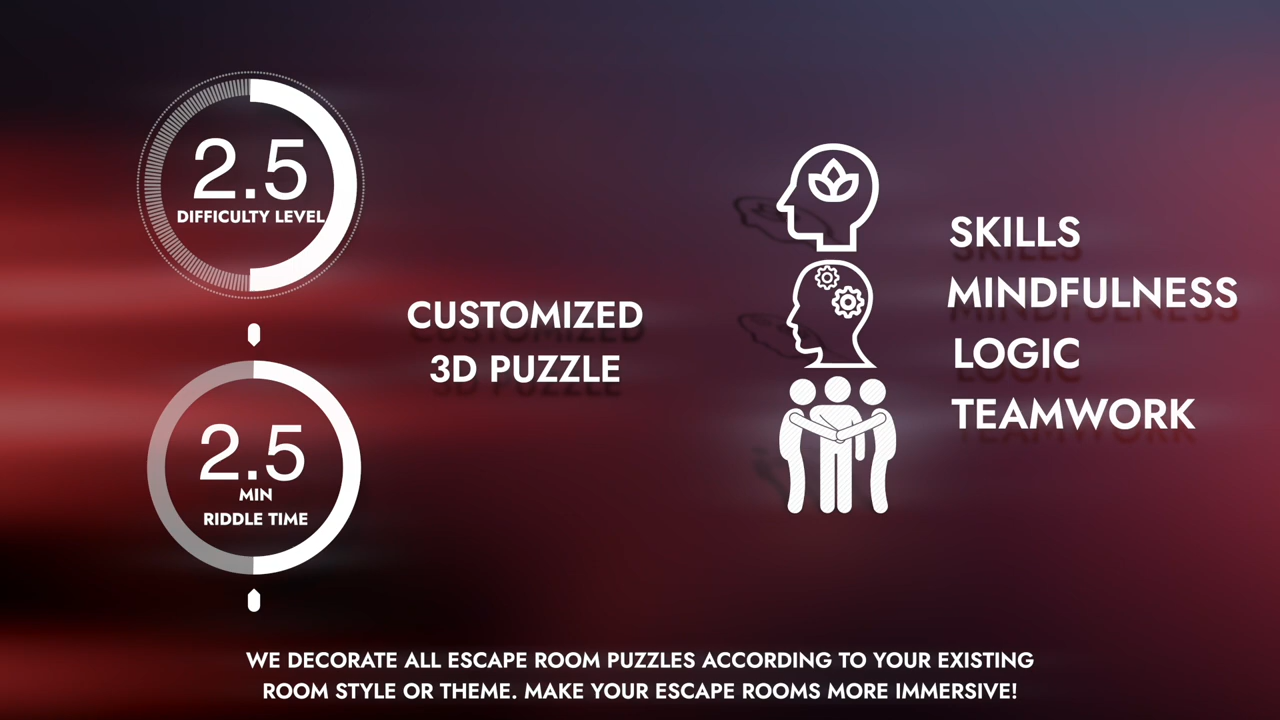 2.5
DIFFICULTY LEVEL
2.5
MIN
RIDDLE TIME
CUSTOMIZED
3D PUZZLE
SKILLS
MINDFULNESS
LOGIC
TEAMWORK
WE DECORATE ALL ESCAPE ROOM PUZZLES ACCORDING TO YOUR EXISTING
ROOM STYLE OR THEME. MAKE YOUR ESCAPE ROOMS MORE IMMERSIVE!